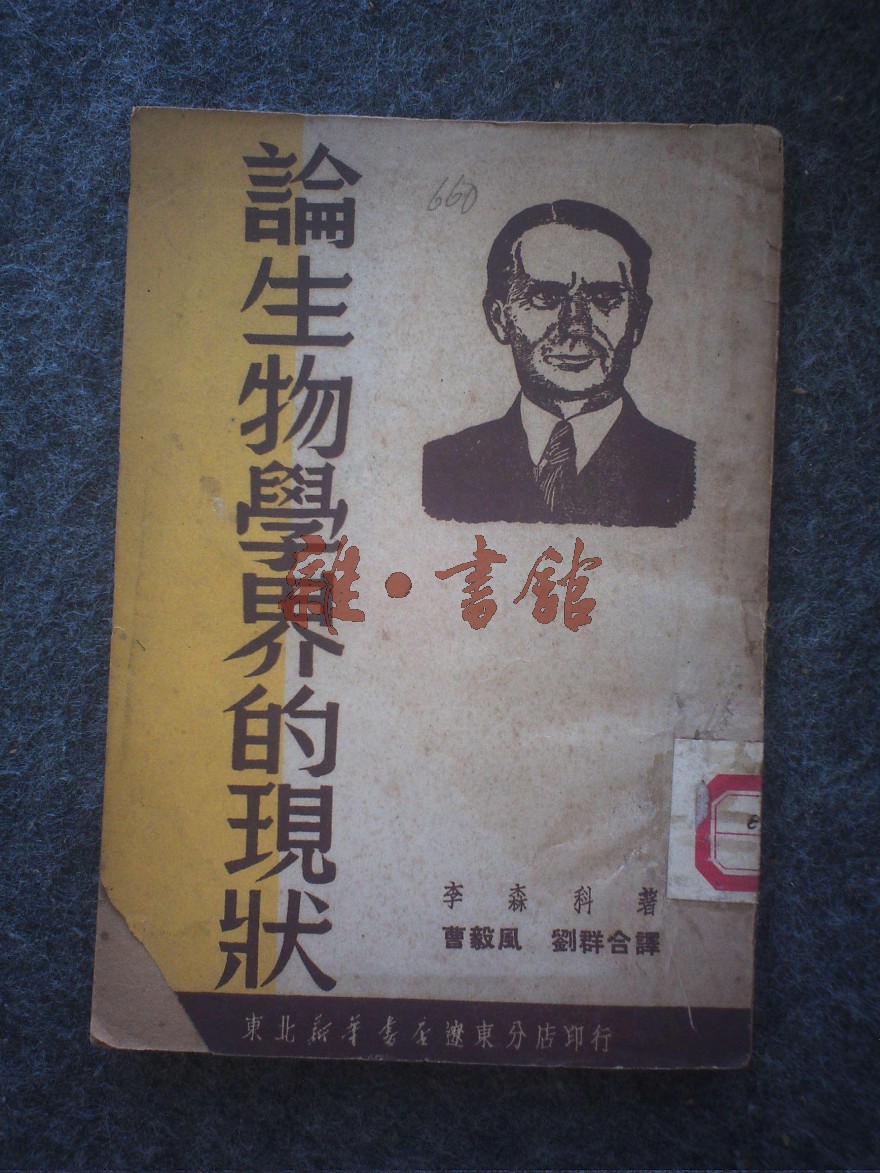 論生物學界的現狀
660
雜·書館
李森科 著
曹毅風 劉群合譯
東北新華書店遼東分店印行